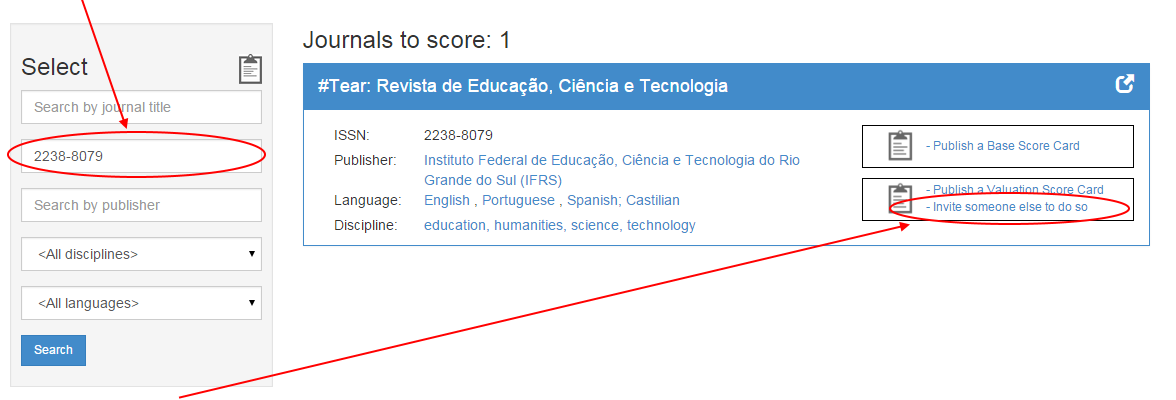 Select
Search by journal title
2238-8079
Search by publisher
<All disciplines>
<All languages>
Search
Journals to score: 1
#Tear: Revista de Educação, Ciência e Tecnologia
ISSN: 2238-8079
Publisher: Instituto Federal de Educação, Ciência e Tecnologia do Rio
Grande do Sul (IFRS)
Language: English , Portuguese , Spanish; Castilian
Discipline: education, humanities, science, technology
- Publish a Base Score Card
- Publish a Valuation Score Card
- Invite someone else to do so